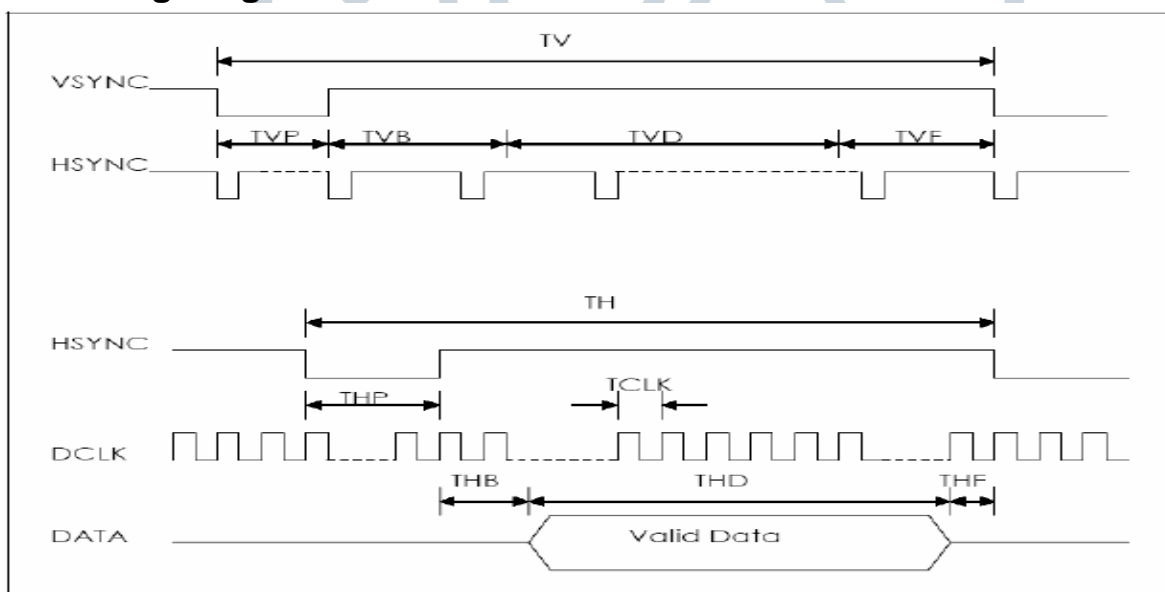 TV
VSYNC
TVP TVB TVD TVF
HSYNC
TH
HSYNC
TCLK
THP
DCLK
THB THD THF
DATA Valid Data